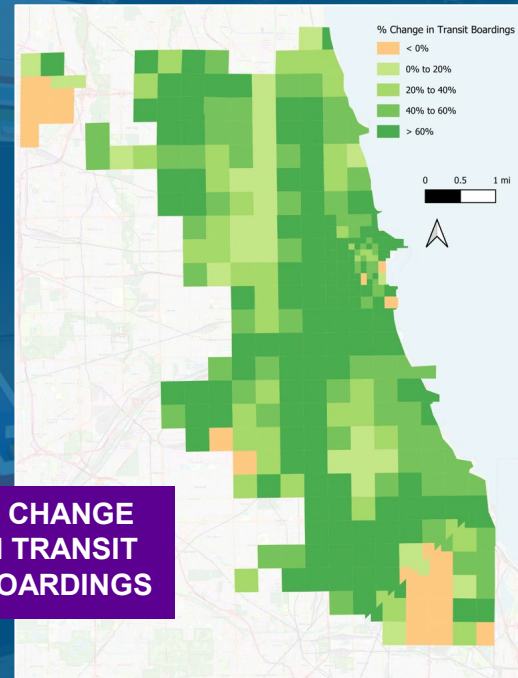 % Change in Transit Boardings
< 0%
0% to 20%
20% to 40%
40% to 60%
> 60%
0 0.5 1 mi
CHANGE
TRANSIT
BOARDINGS